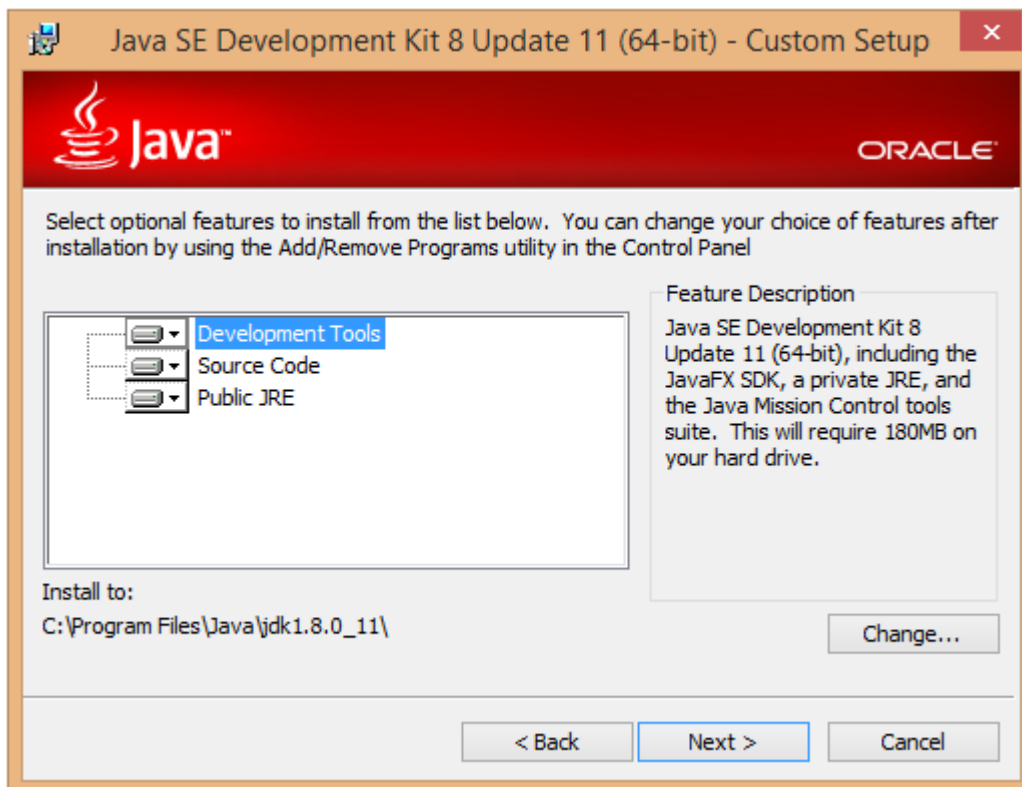 Java SE Development Kit 8 Update 11 (64-bit) - Custom Setup
Java™
ORACLE
Select optional features to install from the list below.  You can change your choice of features after
installation by using the Add/Remove Programs utility in the Control Panel
Development Tools
Source Code
Public JRE
Feature Description
Java SE Development Kit 8
Update 11 (64-bit), including the
JavaFX SDK, a private JRE, and
the Java Mission Control tools
suite.  This will require 180MB on
your hard drive.
Install to:
C:\Program Files\Java\jdk1.8.0_11\
Change...
< Back
Next >
Cancel